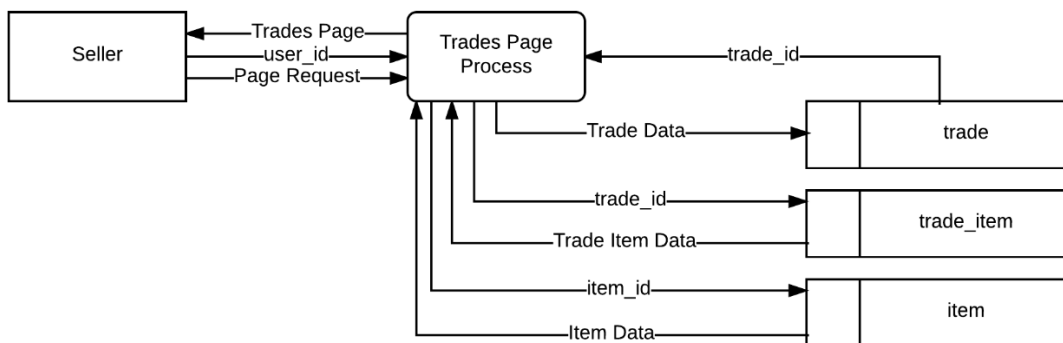 Seller
Trades Page
user_id
Page Request
Trades Page
Process
trade_id
Trade Data
trade
trade_id
trade_item
Trade Item Data
item_id
item
Item Data